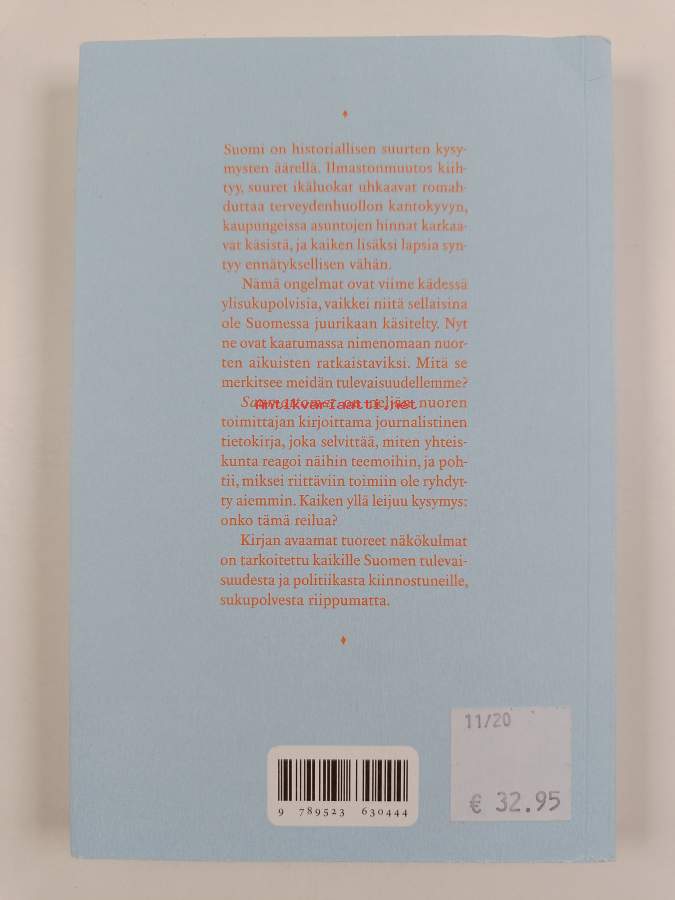 Suomi on historiallisen suurten kysy-
mysten äärellä. Ilmastonmuutos kiih-
tyy, suuret ikäluokat uhkaavat romah-
duttaa terveydenhuollon kantokyvyn,
kaupungeissa asuntojen hinnat karkaa-
vat käsistä, ja kaiken lisäksi lapsia syn-
tyy ennätyksellisen vähän.
Nämä ongelmat ovat viime kädessä
ylisukupolvisia, vaikkei niitä sellaisina
ole Suomessa juurikaan käsitelty. Nyt
ne ovat kaatumassa nimenomaan nuor-
ten aikuisten ratkaistaviksi. Mitä se
merkitsee meidän tulevaisuudellemme?
on neljän nuoren
Antikvariaatti.net
toimittajan kirjoittama journalistinen
tietokirja, joka selvittää, miten yhteis-
kunta reagoi näihin teemoihin, ja poh-
tii, miksei riittäviin toimiin ole ryhdyt-
ty aiemmin. Kaiken yllä leijuu kysymys:
onko tämä reilua?
Kirjan avaamat tuoreet näkökulmat
on tarkoitettu kaikille Suomen tulevai-
suudesta ja politiikasta kiinnostuneille,
sukupolvesta riippumatta.
11/20
€ 32.95
9 789523 630444